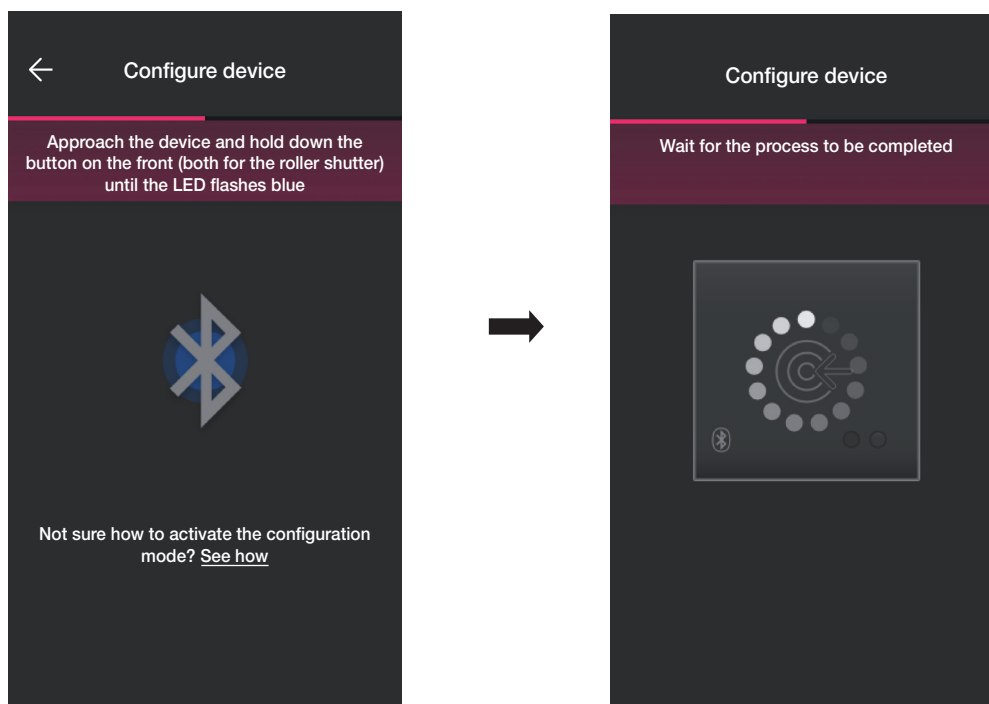 Configure device
Approach the device and hold down the
button on the front (both for the roller shutter)
until the LED flashes blue
Not sure how to activate the configuration
mode? See how
Configure device
Wait for the process to be completed